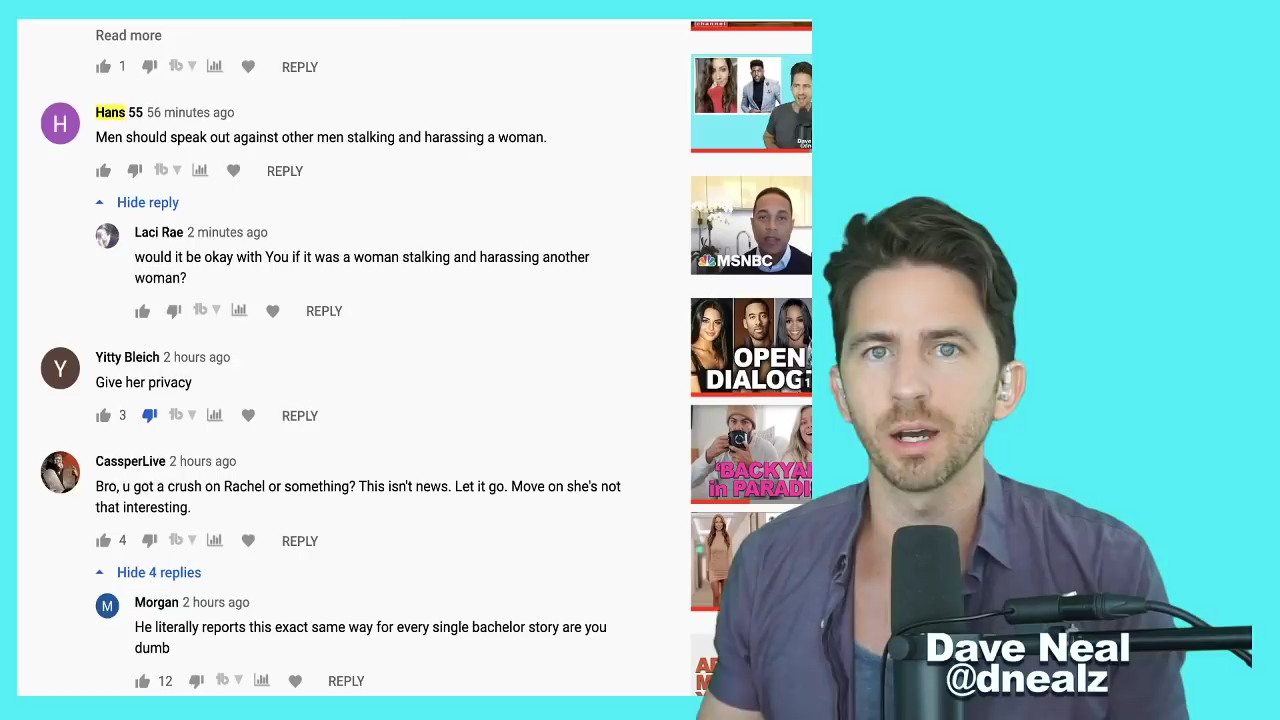 channel
Read more
1 REPLY
Hans 55 56 minutes ago
H
Men should speak out against other men stalking and harassing a woman.
REPLY
Hide reply
Laci Rae 2 minutes ago
would it be okay with You if it was a woman stalking and harassing another
woman?
REPLY
Yitty Bleich 2 hours ago
Y
Give her privacy
3 REPLY
CassperLive 2 hours ago
Bro, u got a crush on Rachel or something? This isn't news. Let it go. Move on she's not
that interesting.
4 REPLY
Hide 4 replies
Morgan 2 hours ago
M
He literally reports this exact same way for every single bachelor story are you
dumb
12 REPLY
Dave
MSNBC
OPEN
DIALOG
in
Dave Neal
@dnealz